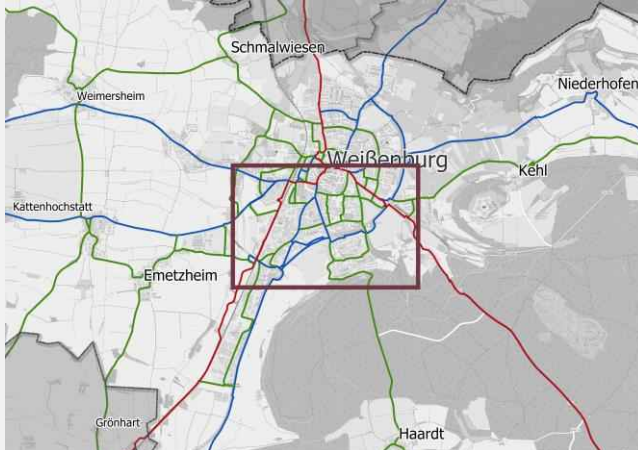 Schmalwiesen
Niederhofen
Weimersheim
Weißenburg
Kehl
Kattenhochstatt
Emetzheim
Grönhart
Haardt